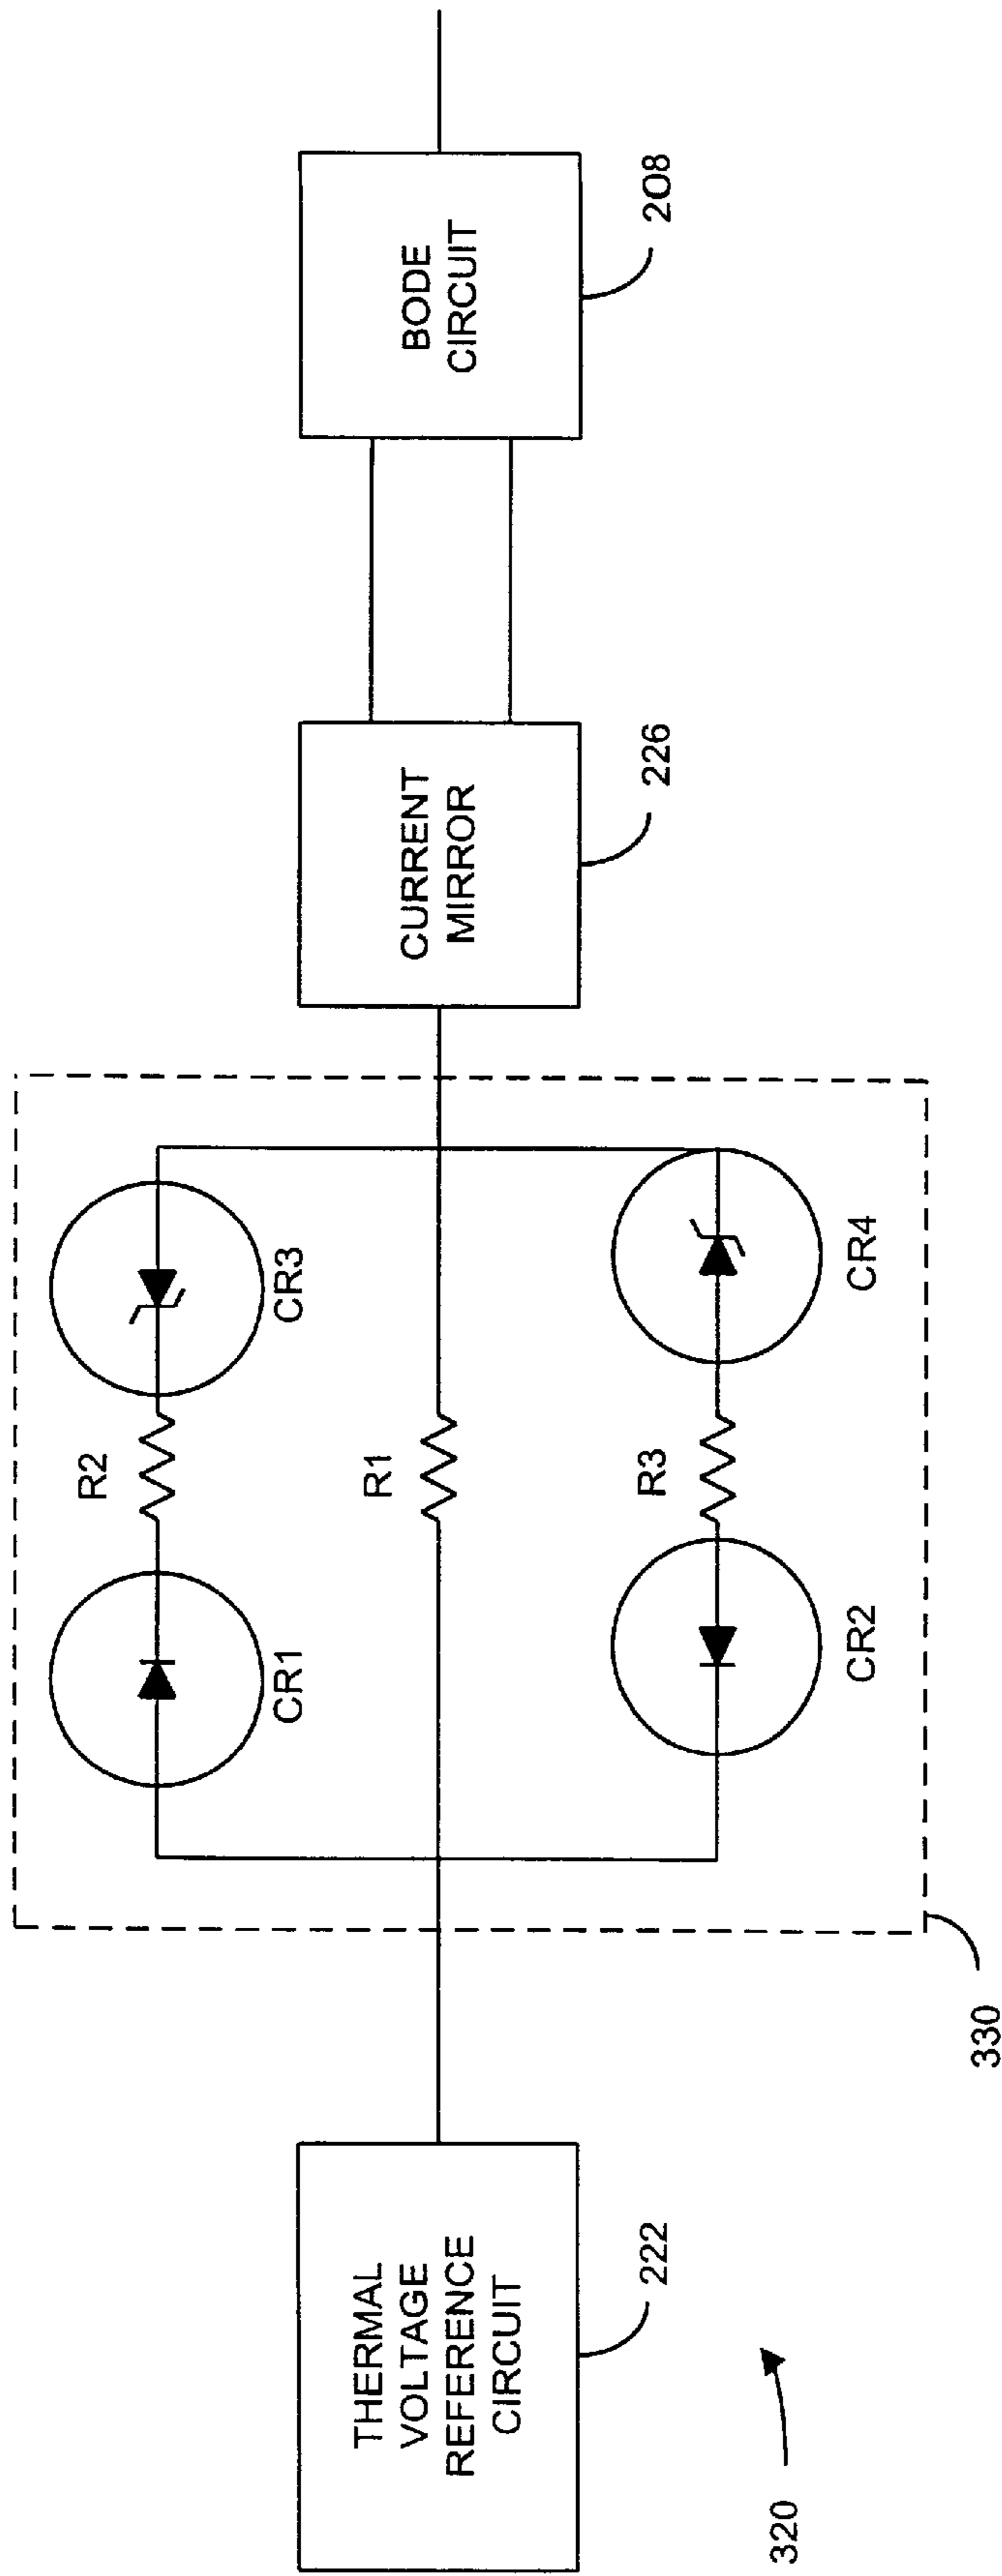 THERMAL
VOLTAGE
REFERENCE
CIRCUIT
222
320
330
CR1
R2
CR3
R1
CR2
R3
CR4
CURRENT
MIRROR
226
BODE
CIRCUIT
208